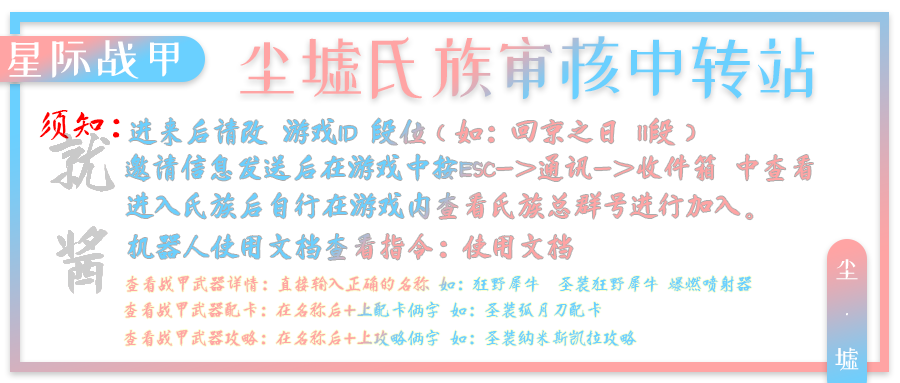 星际战甲
尘墟氏族审核中转站
须知：进来后请改 游戏ID 段位（如：回京之日 11段）
邀请信息发送后在游戏中按ESC->通讯->收件箱 中查看
进入氏族后自行在游戏内查看氏族总群号进行加入。
机器人使用文档查看指令：使用文档
查看战甲武器详情：直接输入正确的名称 如：狂野犀牛 圣装狂野犀牛 爆燃喷射器
查看战甲武器配卡：在名称后+上配卡俩字 如：圣装弧月刀配卡
查看战甲武器攻略：在名称后+上攻略俩字 如：圣装纳米斯凯拉攻略
就酱
尘·墟